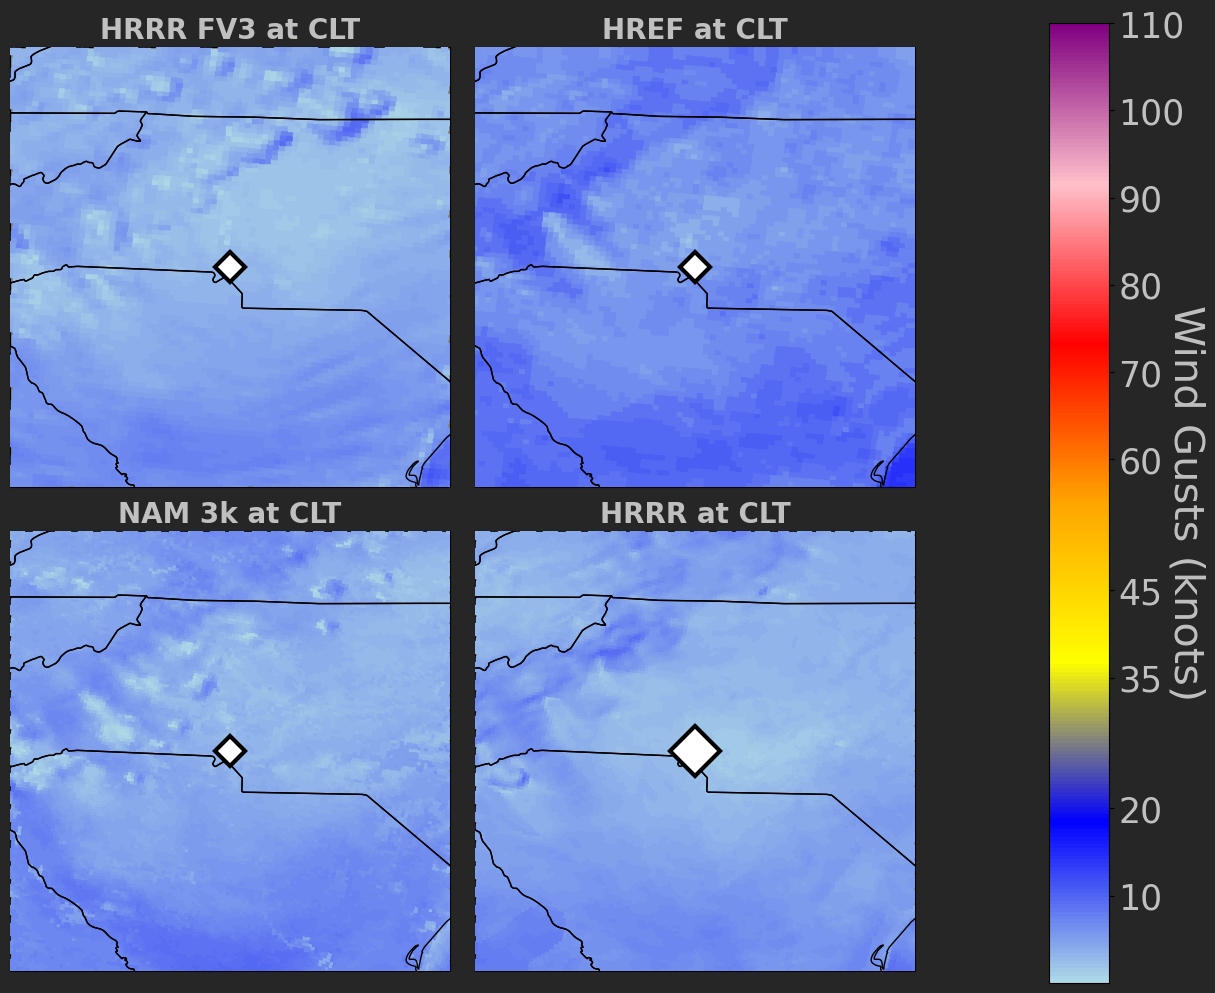 HRRR FV3 at CLT
HREF at CLT
NAM 3k at CLT
HRRR at CLT
110
100
90
80
70
60
45
35
20
10
Wind Gusts (knots)